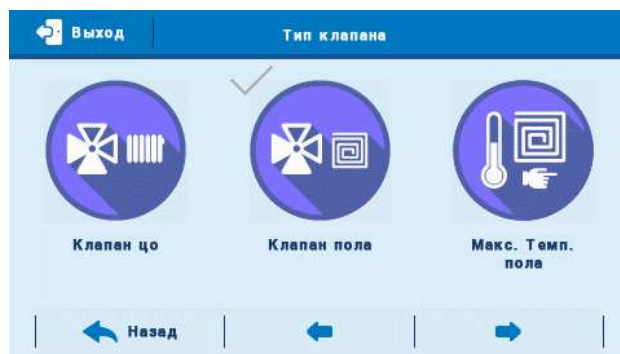 Выход
Тип клапана
Клапан цо
Клапан пола
Макс. Темп.
пола
Назад